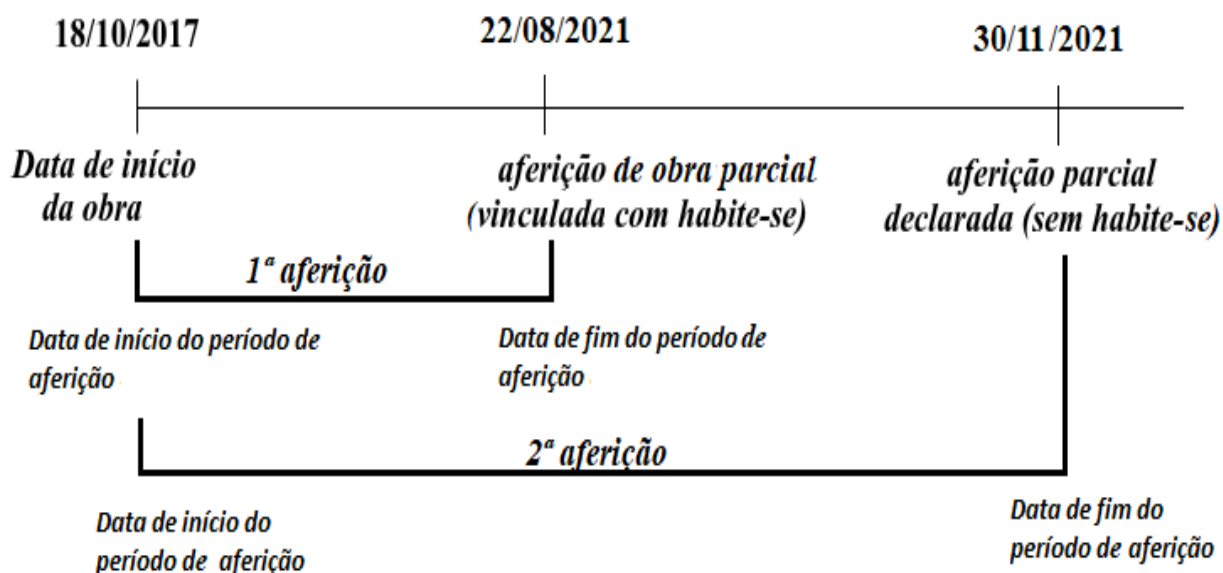 18/10/2017
22/08/2021
30/11/2021
Data de início
da obra
aferição de obra parcial
(vinculada com habite-se)
aferição parcial
declarada (sem habite-se)
1ª aferição
Data de início do período de
aferição
Data de fim do período de
aferição
2ª aferição
Data de início do
período de aferição
Data de fim do
período de aferição